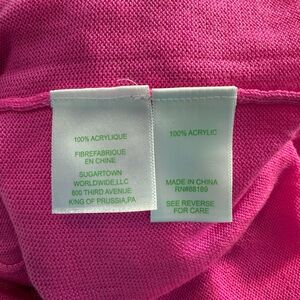 100% ACRYLIQUE
FIBREFABRIQUE
EN CHINE
SUGARTOWN
WORLDWIDE,LLC
800 THIRD AVENUE
KING OF PRUSSIA,PA
100% ACRYLIC
MADE IN CHINA
RN#88189
SEE REVERSE
FOR CARE